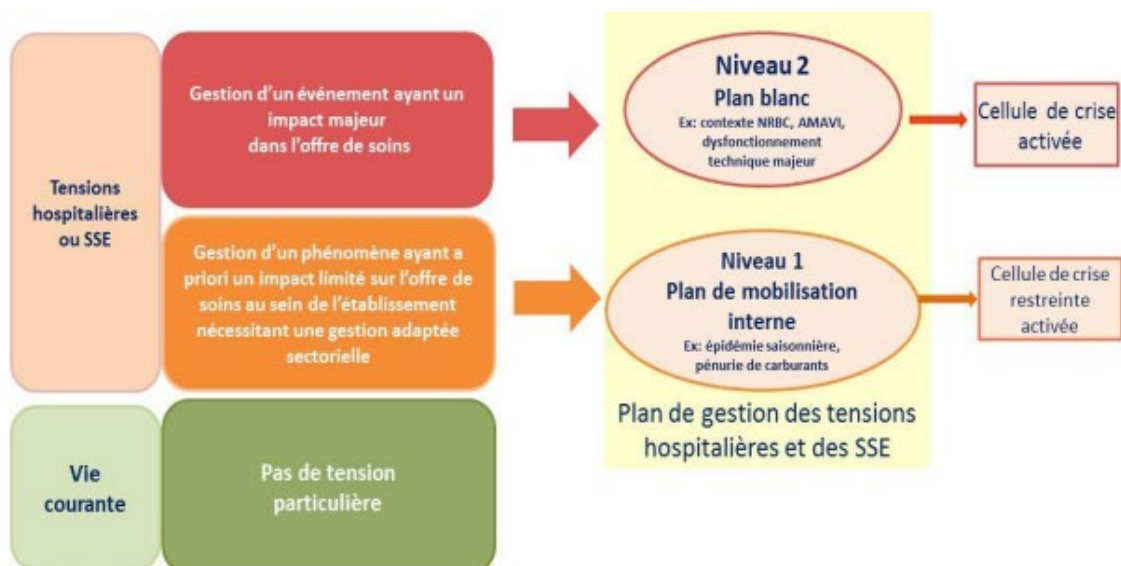 Tensions
hospitalières
ou SSE
Gestion d'un événement ayant un
impact majeur
dans l'offre de soins
Niveau 2
Plan blanc
Ex: contexte NRBC, AMAVI,
dysfonctionnement
technique majeur
Cellule de crise
activée
Gestion d'un phénomène ayant a
priori un impact limité sur l'offre de
soins au sein de l'établissement
nécessitant une gestion adaptée
sectorielle
Niveau 1
Plan de mobilisation
interne
Ex: épidémie saisonnière,
pénurie de carburants
Cellule de crise
restreinte
activée
Plan de gestion des tensions
hospitalières et des SSE
Vie
courante
Pas de tension
particulière